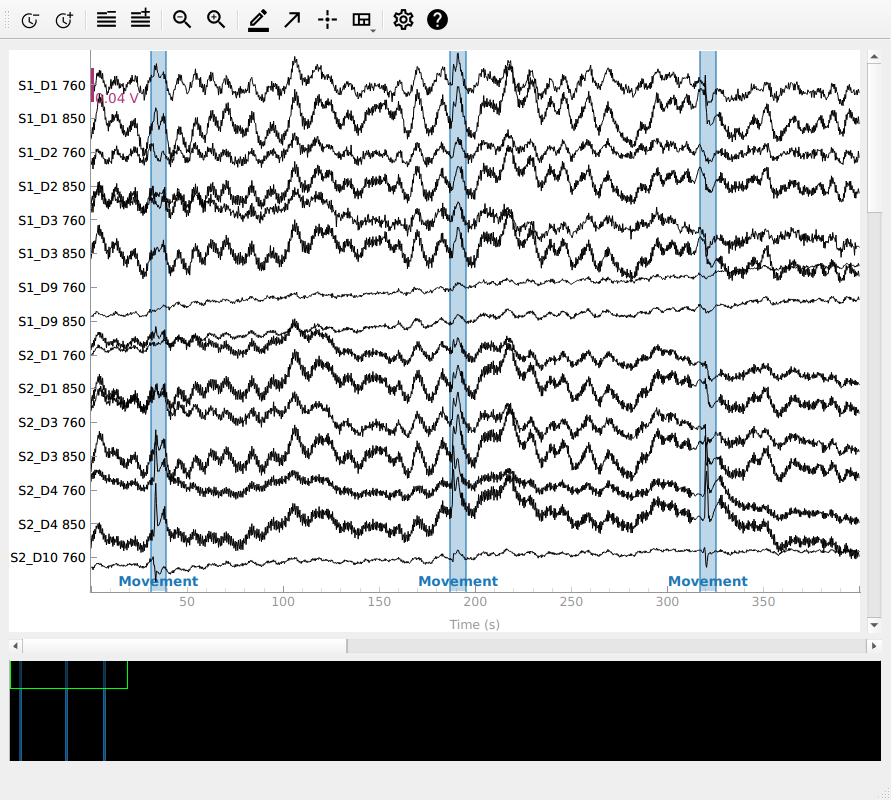 S1_D1 760
0.04 V
S1_D1 850
S1_D2 760
S1_D2 850
S1_D3 760
S1_D3 850
S1_D9 760
S1_D9 850
S2_D1 760
S2_D1 850
S2_D3 760
S2_D3 850
S2_D4 760
S2_D4 850
S2_D10 760
Movement Movement Movement
50 100 150 200 250 300 350
Time (s)